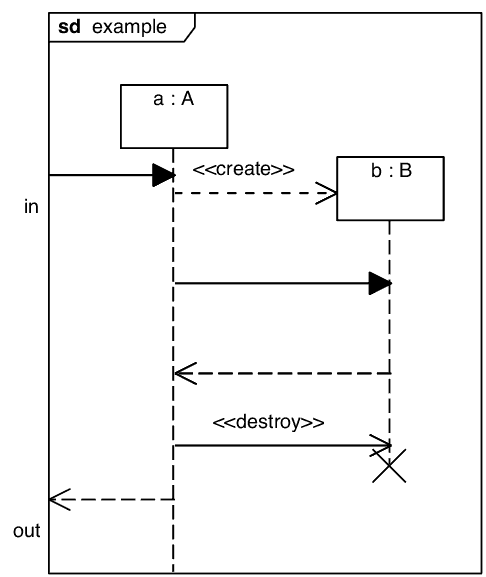 sd example
a : A
<<create>>
b : B
in
<<destroy>>
out